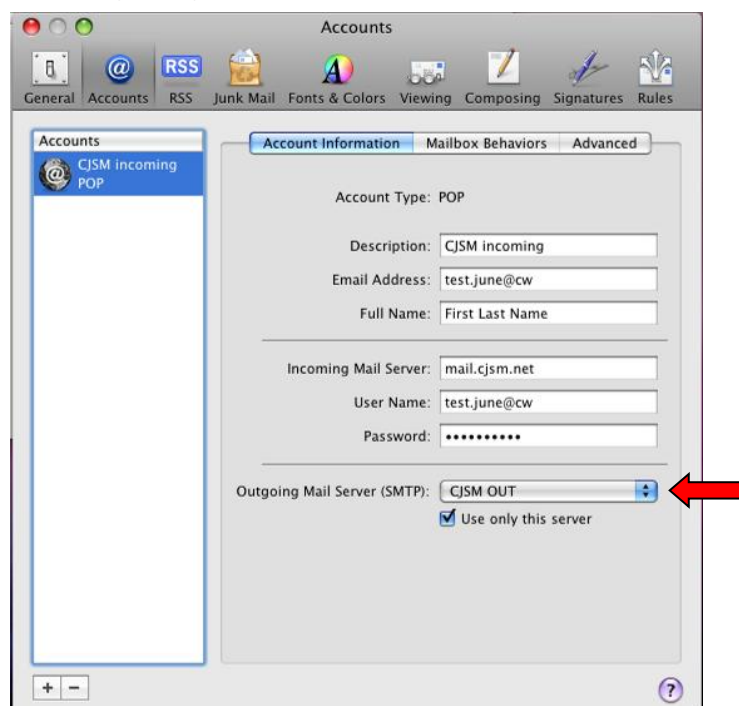 Accounts
RSS
General Accounts RSS Junk Mail Fonts & Colors Viewing Composing Signatures Rules
Accounts
CJSM incoming
POP
Account Information Mailbox Behaviors Advanced
Account Type: POP
Description: CJSM incoming
Email Address: test.june@cw
Full Name: First Last Name
Incoming Mail Server: mail.cjsm.net
User Name: test.june@cw
Password: ••••••••••
Outgoing Mail Server (SMTP): CJSM OUT
Use only this server
+ −
?